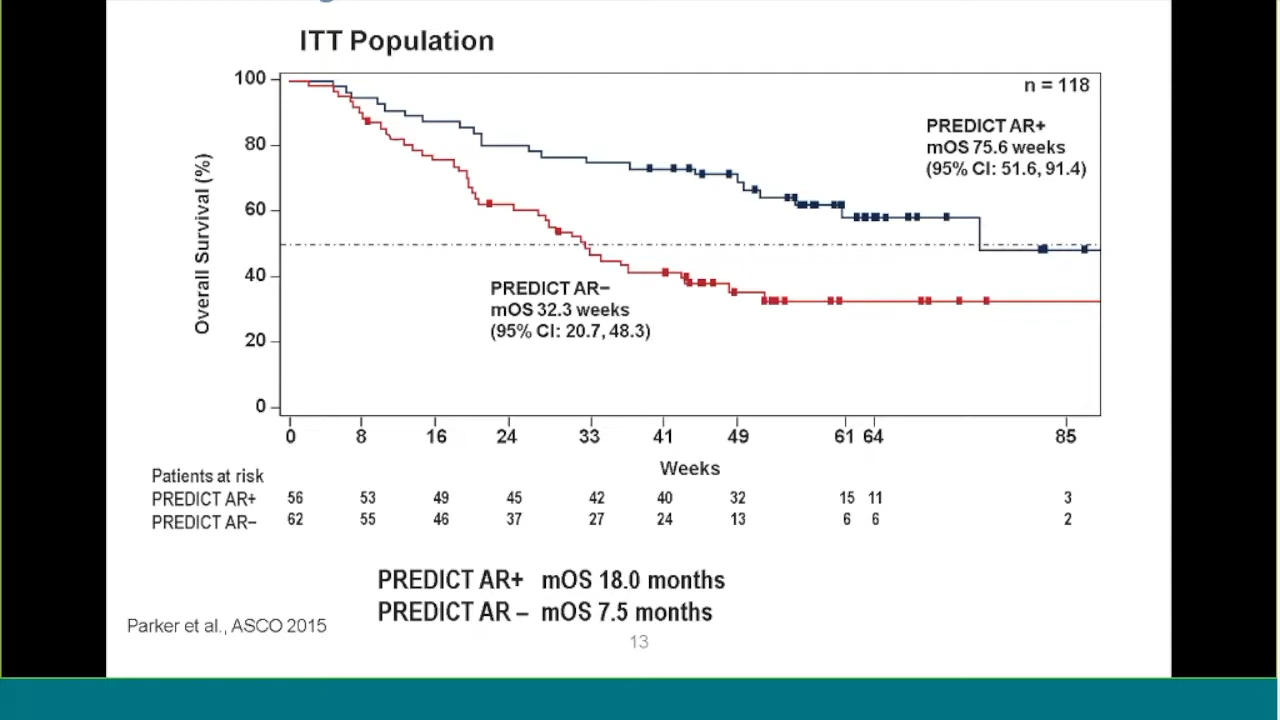 ITT Population
n = 118
100
80
60
40
20
0
Overall Survival (%)
PREDICT AR+
mOS 75.6 weeks
(95% CI: 51.6, 91.4)
PREDICT AR–
mOS 32.3 weeks
(95% CI: 20.7, 48.3)
0 8 16 24 33 41 49 61 64 85
Weeks
Patients at risk
PREDICT AR+ 56 53 49 45 42 40 32 15 11 3
PREDICT AR– 62 55 46 37 27 24 13 6 6 2
PREDICT AR+ mOS 18.0 months
PREDICT AR – mOS 7.5 months
Parker et al., ASCO 2015
13